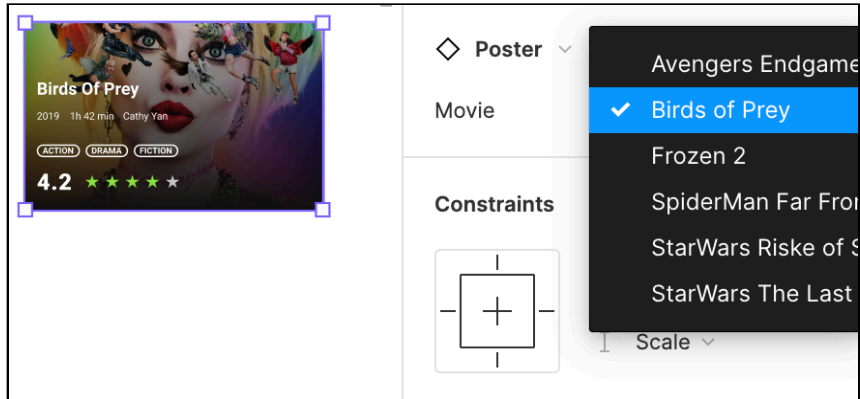 Birds Of Prey
2019 1h 42 min Cathy Yan
ACTION DRAMA FICTION
4.2
Poster
Movie
Constraints
Avengers Endgame
Birds of Prey
Frozen 2
SpiderMan Far Fro
StarWars Riske of
StarWars The Last
Scale